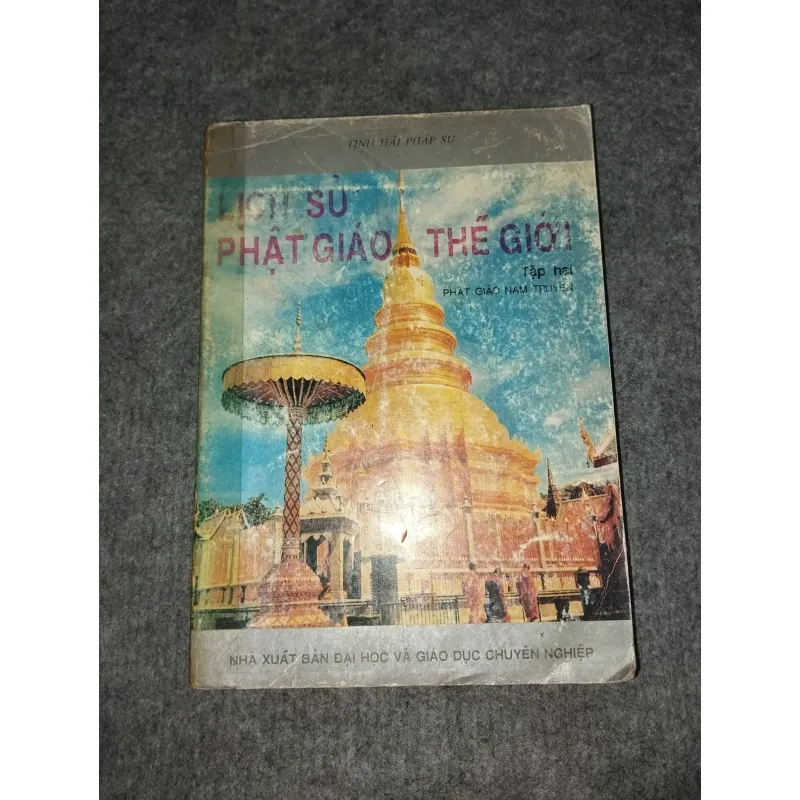 TỊNH HẢI PHÁP SƯ
LỊCH SỬ
PHẬT GIÁO THẾ GIỚI
Tập hai
PHẬT GIÁO NAM TRUYỀN
NHÀ XUẤT BẢN ĐẠI HỌC VÀ GIÁO DỤC CHUYÊN NGHIỆP